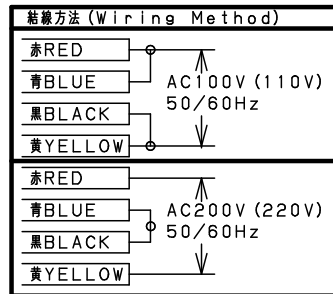 結線方法(Wiring Method)
赤RED
青BLUE
AC100V(110V)
50/60Hz
黒BLACK
黄YELLOW
赤RED
青BLUE
AC200V(220V)
50/60Hz
黒BLACK
黄YELLOW